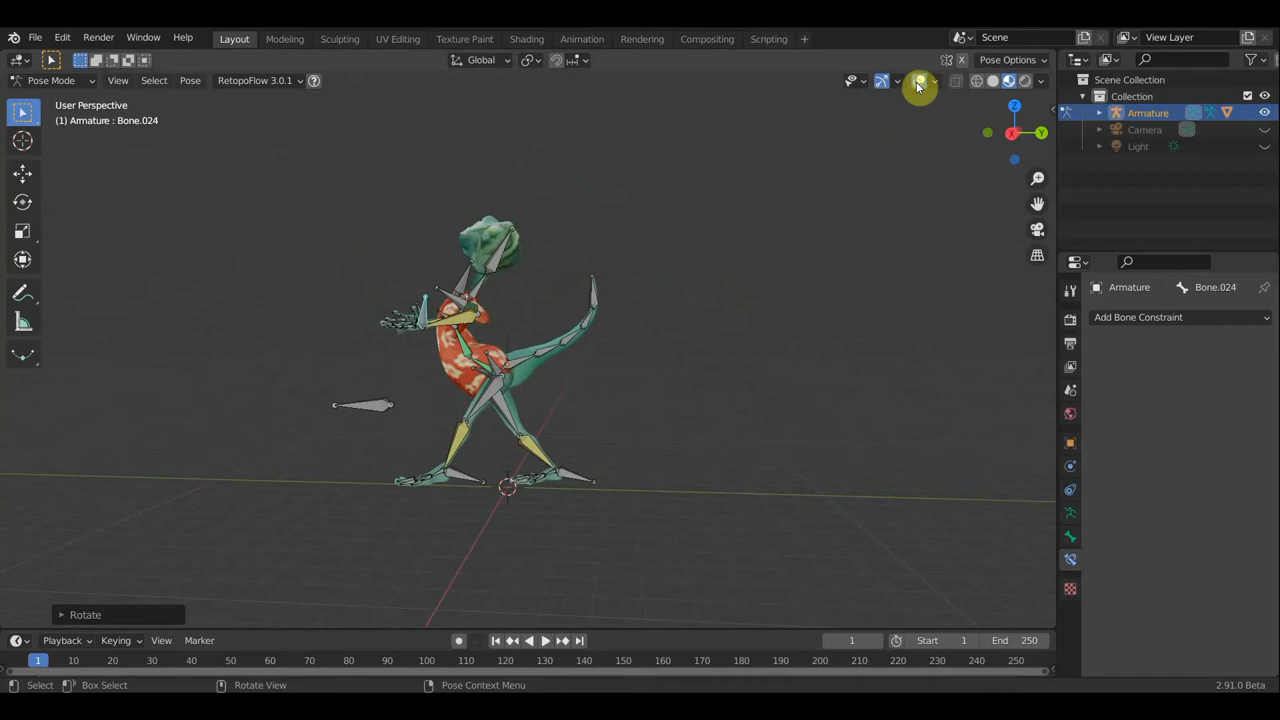 File Edit Render Window Help Layout Modeling Sculpting UV Editing Texture Paint Shading Animation Rendering Compositing Scripting + Scene View Layer
Global Pose Options
Pose Mode View Select Pose RetopoFlow 3.0.1 ?
Scene Collection
Collection
Armature
Camera
Light
User Perspective
(1) Armature : Bone.024
Z
X
Y
Armature Bone.024
Add Bone Constraint
Rotate
Playback Keying View Marker 1 Start 1 End 250
1 10 20 30 40 50 60 70 80 90 100 110 120 130 140 150 160 170 180 190 200 210 220 230 240 250
Select Box Select Rotate View Pose Context Menu 2.91.0 Beta